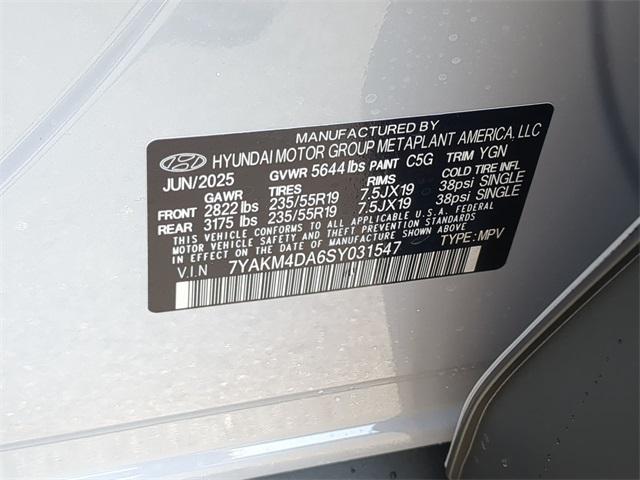 MANUFACTURED BY
HYUNDAI MOTOR GROUP METAPLANT AMERICA, LLC
JUN/2025 GVWR 5644 lbs PAINT C5G TRIM YGN
GAWR TIRES RIMS COLD TIRE INFL
FRONT 2822 lbs 235/55R19 7.5JX19 38psi SINGLE
REAR 3175 lbs 235/55R19 7.5JX19 38psi SINGLE
THIS VEHICLE CONFORMS TO ALL APPLICABLE U.S.A. FEDERAL
MOTOR VEHICLE SAFETY AND THEFT PREVENTION STANDARDS
IN EFFECT ON THE DATE OF MANUFACTURE SHOWN ABOVE.
V.I.N 7YAKM4DA6SY031547 TYPE: MPV